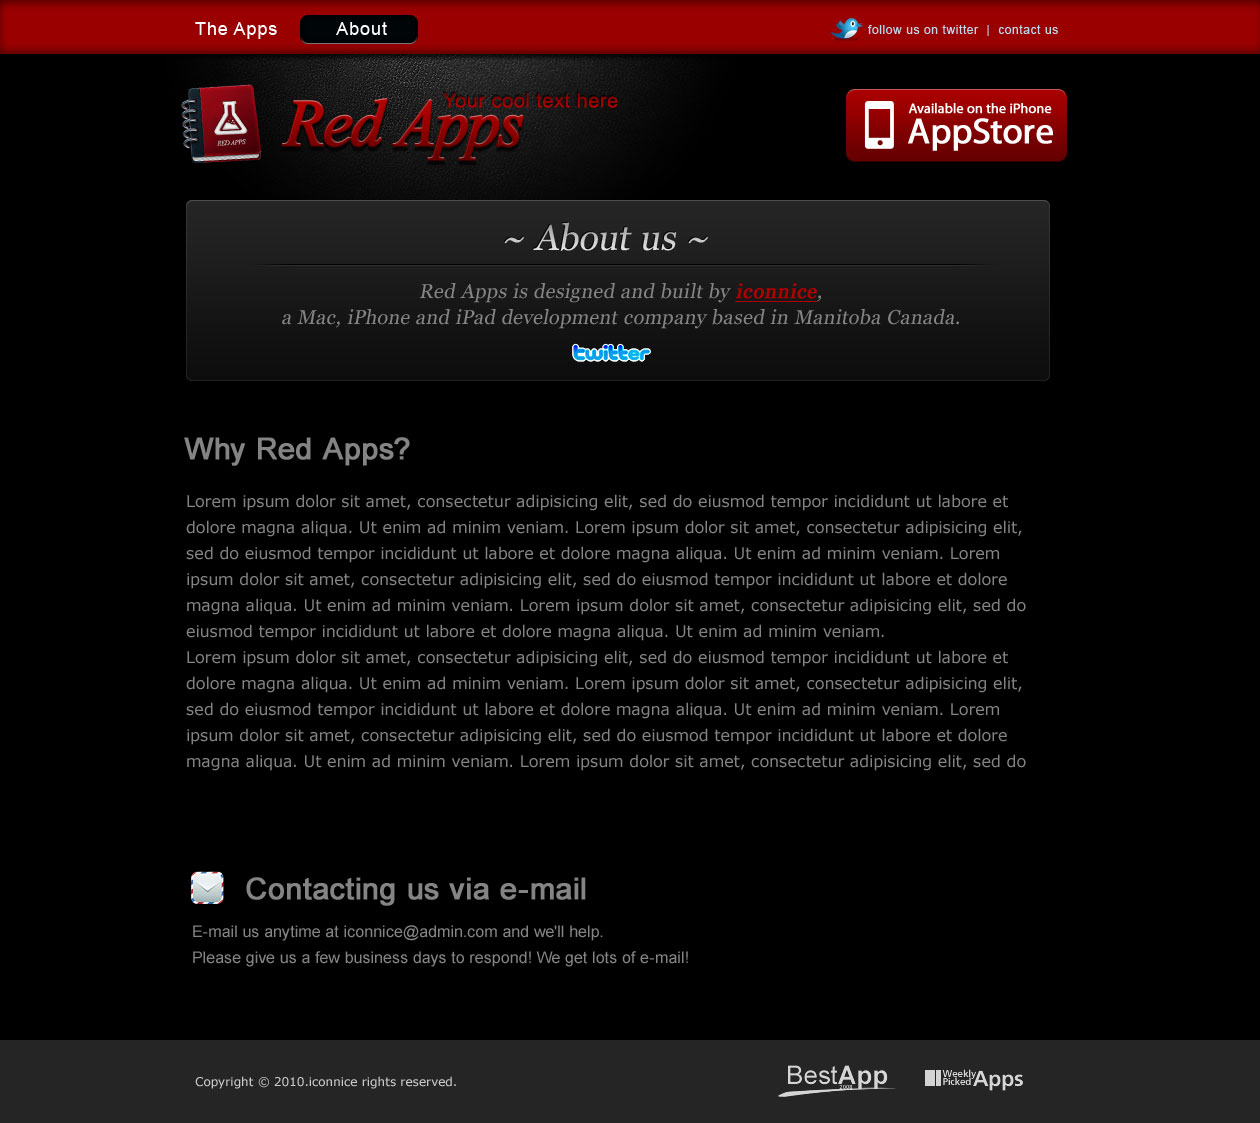 The Apps
About
follow us on twitter | contact us
RED APPS
Your cool text here
Red Apps
Available on the iPhone
AppStore
~ About us ~
Red Apps is designed and built by iconnice,
a Mac, iPhone and iPad development company based in Manitoba Canada.
twitter
Why Red Apps?
Lorem ipsum dolor sit amet, consectetur adipisicing elit, sed do eiusmod tempor incididunt ut labore et
dolore magna aliqua. Ut enim ad minim veniam. Lorem ipsum dolor sit amet, consectetur adipisicing elit,
sed do eiusmod tempor incididunt ut labore et dolore magna aliqua. Ut enim ad minim veniam. Lorem
ipsum dolor sit amet, consectetur adipisicing elit, sed do eiusmod tempor incididunt ut labore et dolore
magna aliqua. Ut enim ad minim veniam. Lorem ipsum dolor sit amet, consectetur adipisicing elit, sed do
eiusmod tempor incididunt ut labore et dolore magna aliqua. Ut enim ad minim veniam.
Lorem ipsum dolor sit amet, consectetur adipisicing elit, sed do eiusmod tempor incididunt ut labore et
dolore magna aliqua. Ut enim ad minim veniam. Lorem ipsum dolor sit amet, consectetur adipisicing elit,
sed do eiusmod tempor incididunt ut labore et dolore magna aliqua. Ut enim ad minim veniam. Lorem
ipsum dolor sit amet, consectetur adipisicing elit, sed do eiusmod tempor incididunt ut labore et dolore
magna aliqua. Ut enim ad minim veniam. Lorem ipsum dolor sit amet, consectetur adipisicing elit, sed do
Contacting us via e-mail
E-mail us anytime at iconnice@admin.com and we'll help.
Please give us a few business days to respond! We get lots of e-mail!
Copyright © 2010.iconnice rights reserved.
BestApp
Weekly
Picked Apps